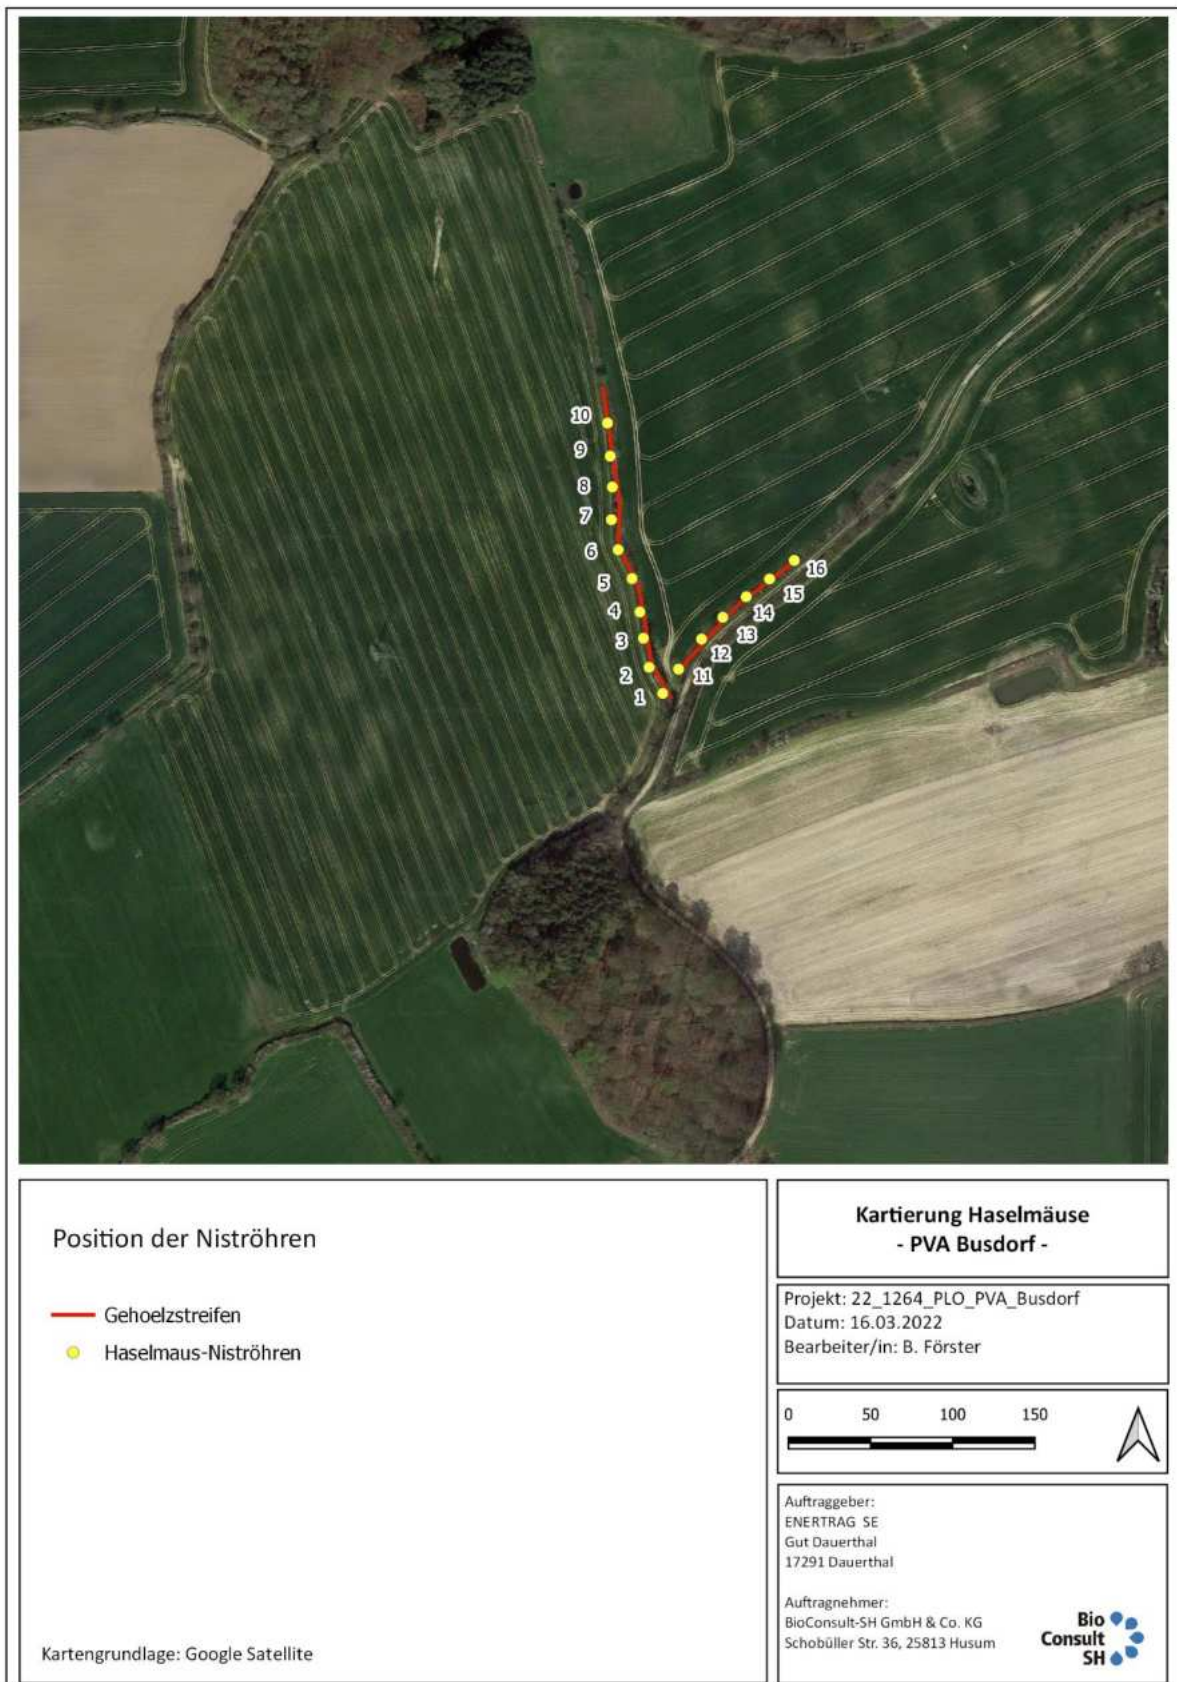 10
9
8
7
6
5
4
3
2
1
16
15
14
13
12
11
Position der Niströhren
Gehoelzstreifen
Haselmaus-Niströhren
Kartengrundlage: Google Satellite
Kartierung Haselmäuse
- PVA Busdorf -
Projekt: 22_1264_PLO_PVA_Busdorf
Datum: 16.03.2022
Bearbeiter/in: B. Förster
0 50 100 150
Auftraggeber:
ENERTRAG SE
Gut Dauerthal
17291 Dauerthal
Auftragnehmer:
BioConsult-SH GmbH & Co. KG
Schobüller Str. 36, 25813 Husum
Bio
Consult
SH